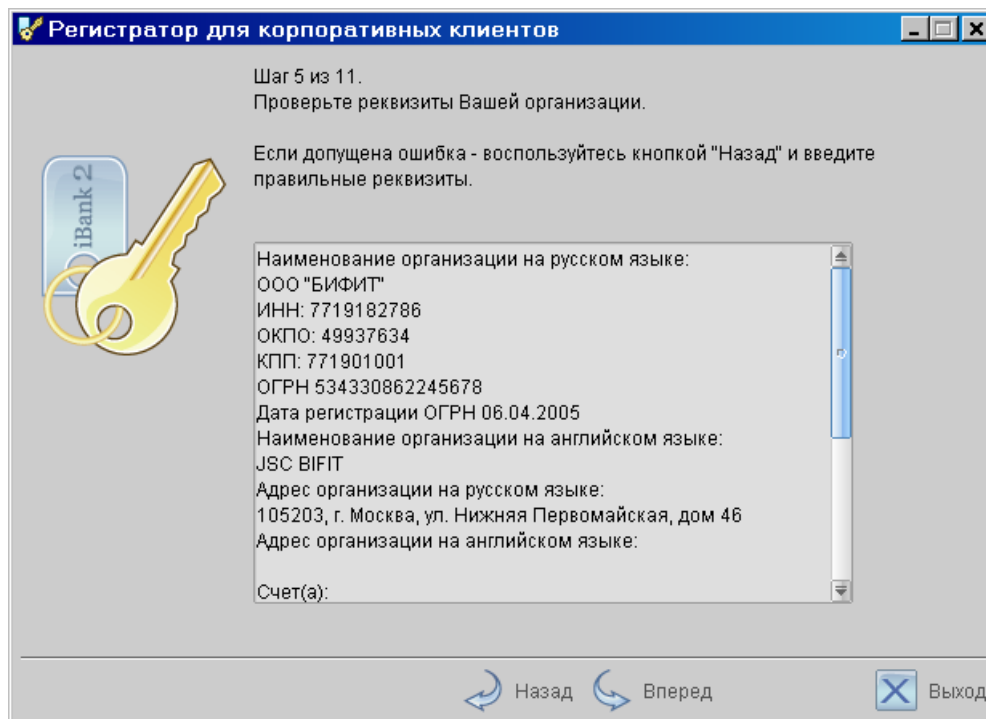 Регистратор для корпоративных клиентов
Шаг 5 из 11.
Проверьте реквизиты Вашей организации.
Если допущена ошибка - воспользуйтесь кнопкой "Назад" и введите
правильные реквизиты.
iBank 2
Наименование организации на русском языке:
ООО "БИФИТ"
ИНН: 7719182786
ОКПО: 49937634
КПП: 771901001
ОГРН 534330862245678
Дата регистрации ОГРН 06.04.2005
Наименование организации на английском языке:
JSC BIFIT
Адрес организации на русском языке:
105203, г. Москва, ул. Нижняя Первомайская, дом 46
Адрес организации на английском языке:
Счет(а):
Назад Вперед Выход